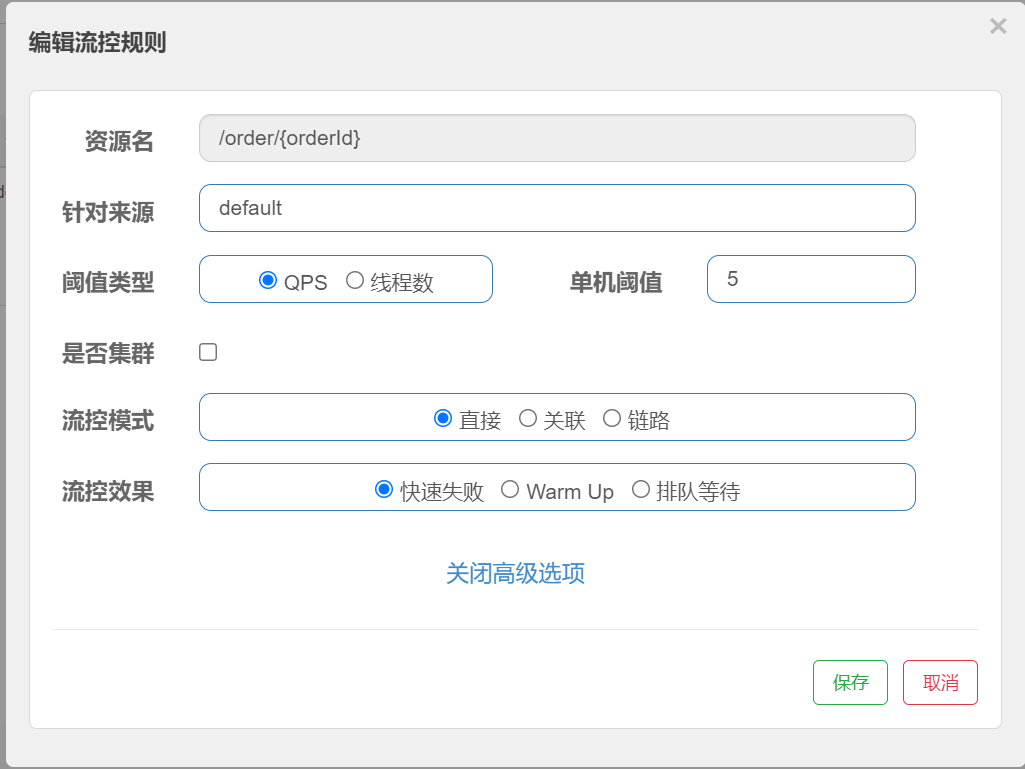 编辑流控规则
×
资源名 /order/{orderId}
针对来源 default
阈值类型 QPS 线程数 单机阈值 5
是否集群
流控模式 直接 关联 链路
流控效果 快速失败 Warm Up 排队等待
关闭高级选项
保存 取消